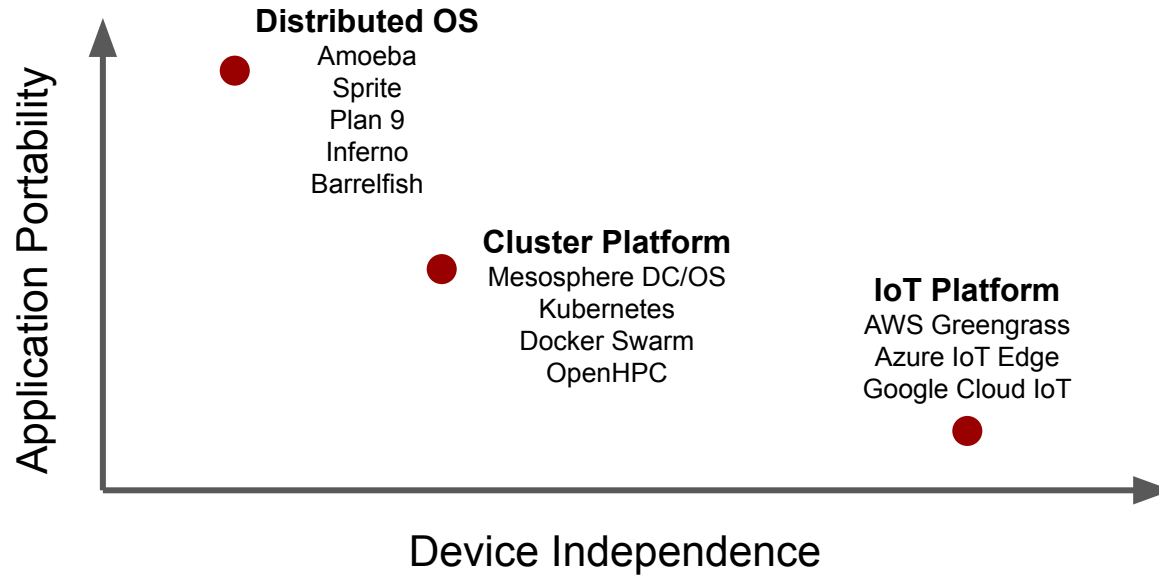 Distributed OS
Amoeba
Sprite
Plan 9
Inferno
Barrelfish
Application Portability
Cluster Platform
Mesosphere DC/OS
Kubernetes
Docker Swarm
OpenHPC
IoT Platform
AWS Greengrass
Azure IoT Edge
Google Cloud IoT
Device Independence